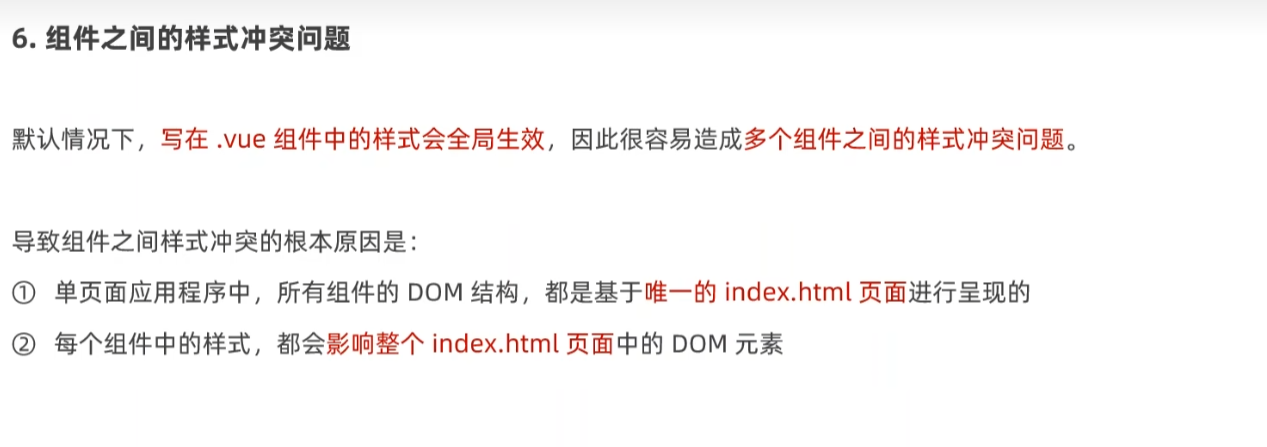 6. 组件之间的样式冲突问题
默认情况下，写在 .vue 组件中的样式会全局生效，因此很容易造成多个组件之间的样式冲突问题。
导致组件之间样式冲突的根本原因是：
① 单页面应用程序中，所有组件的 DOM 结构，都是基于唯一的 index.html 页面进行呈现的
② 每个组件中的样式，都会影响整个 index.html 页面中的 DOM 元素